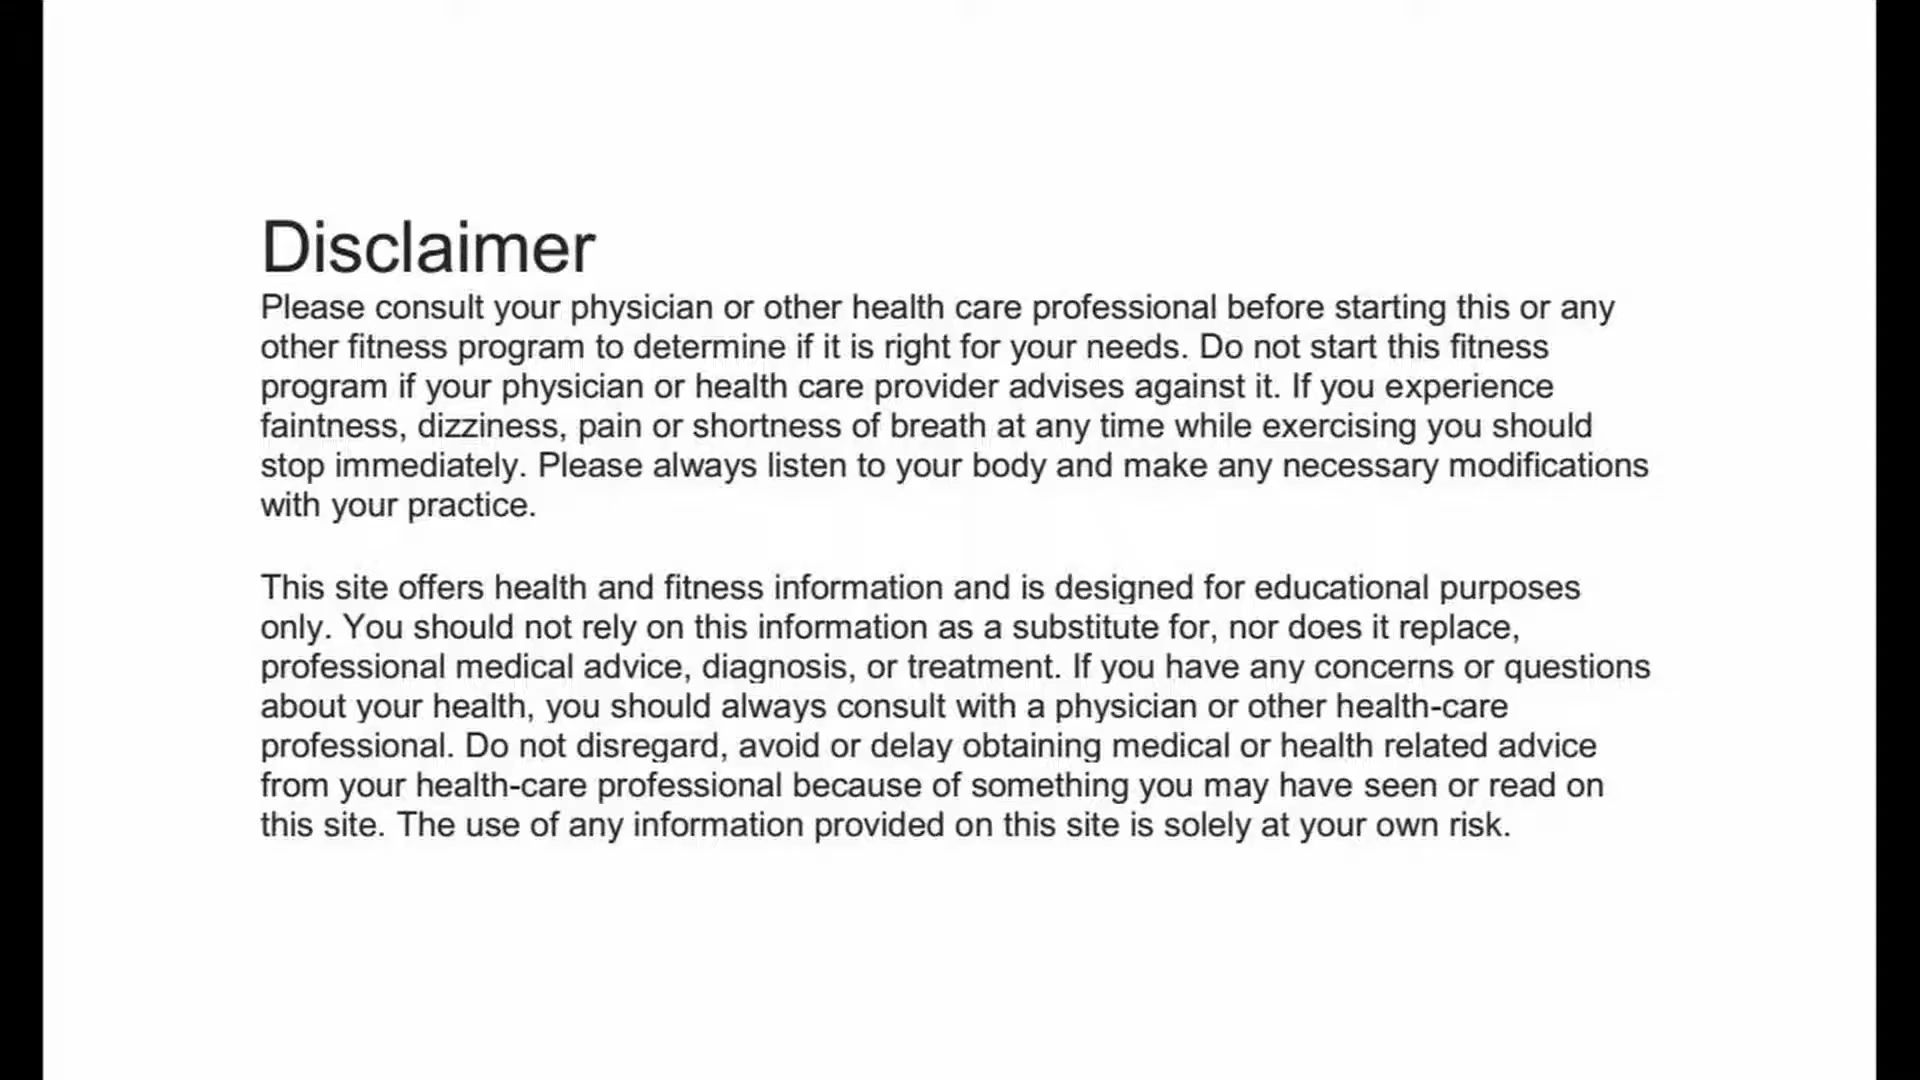 Disclaimer
Please consult your physician or other health care professional before starting this or any
other fitness program to determine if it is right for your needs. Do not start this fitness
program if your physician or health care provider advises against it. If you experience
faintness, dizziness, pain or shortness of breath at any time while exercising you should
stop immediately. Please always listen to your body and make any necessary modifications
with your practice.
This site offers health and fitness information and is designed for educational purposes
only. You should not rely on this information as a substitute for, nor does it replace,
professional medical advice, diagnosis, or treatment. If you have any concerns or questions
about your health, you should always consult with a physician or other health-care
professional. Do not disregard, avoid or delay obtaining medical or health related advice
from your health-care professional because of something you may have seen or read on
this site. The use of any information provided on this site is solely at your own risk.